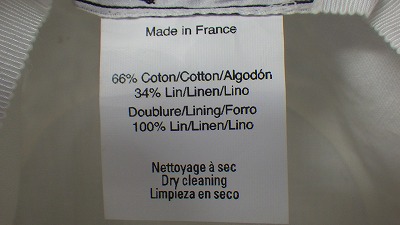 Made in France
66% Coton/Cotton/Algodón
34% Lin/Linen/Lino
Doublure/Lining/Forro
100% Lin/Linen/Lino
Nettoyage à sec
Dry cleaning
Limpieza en seco